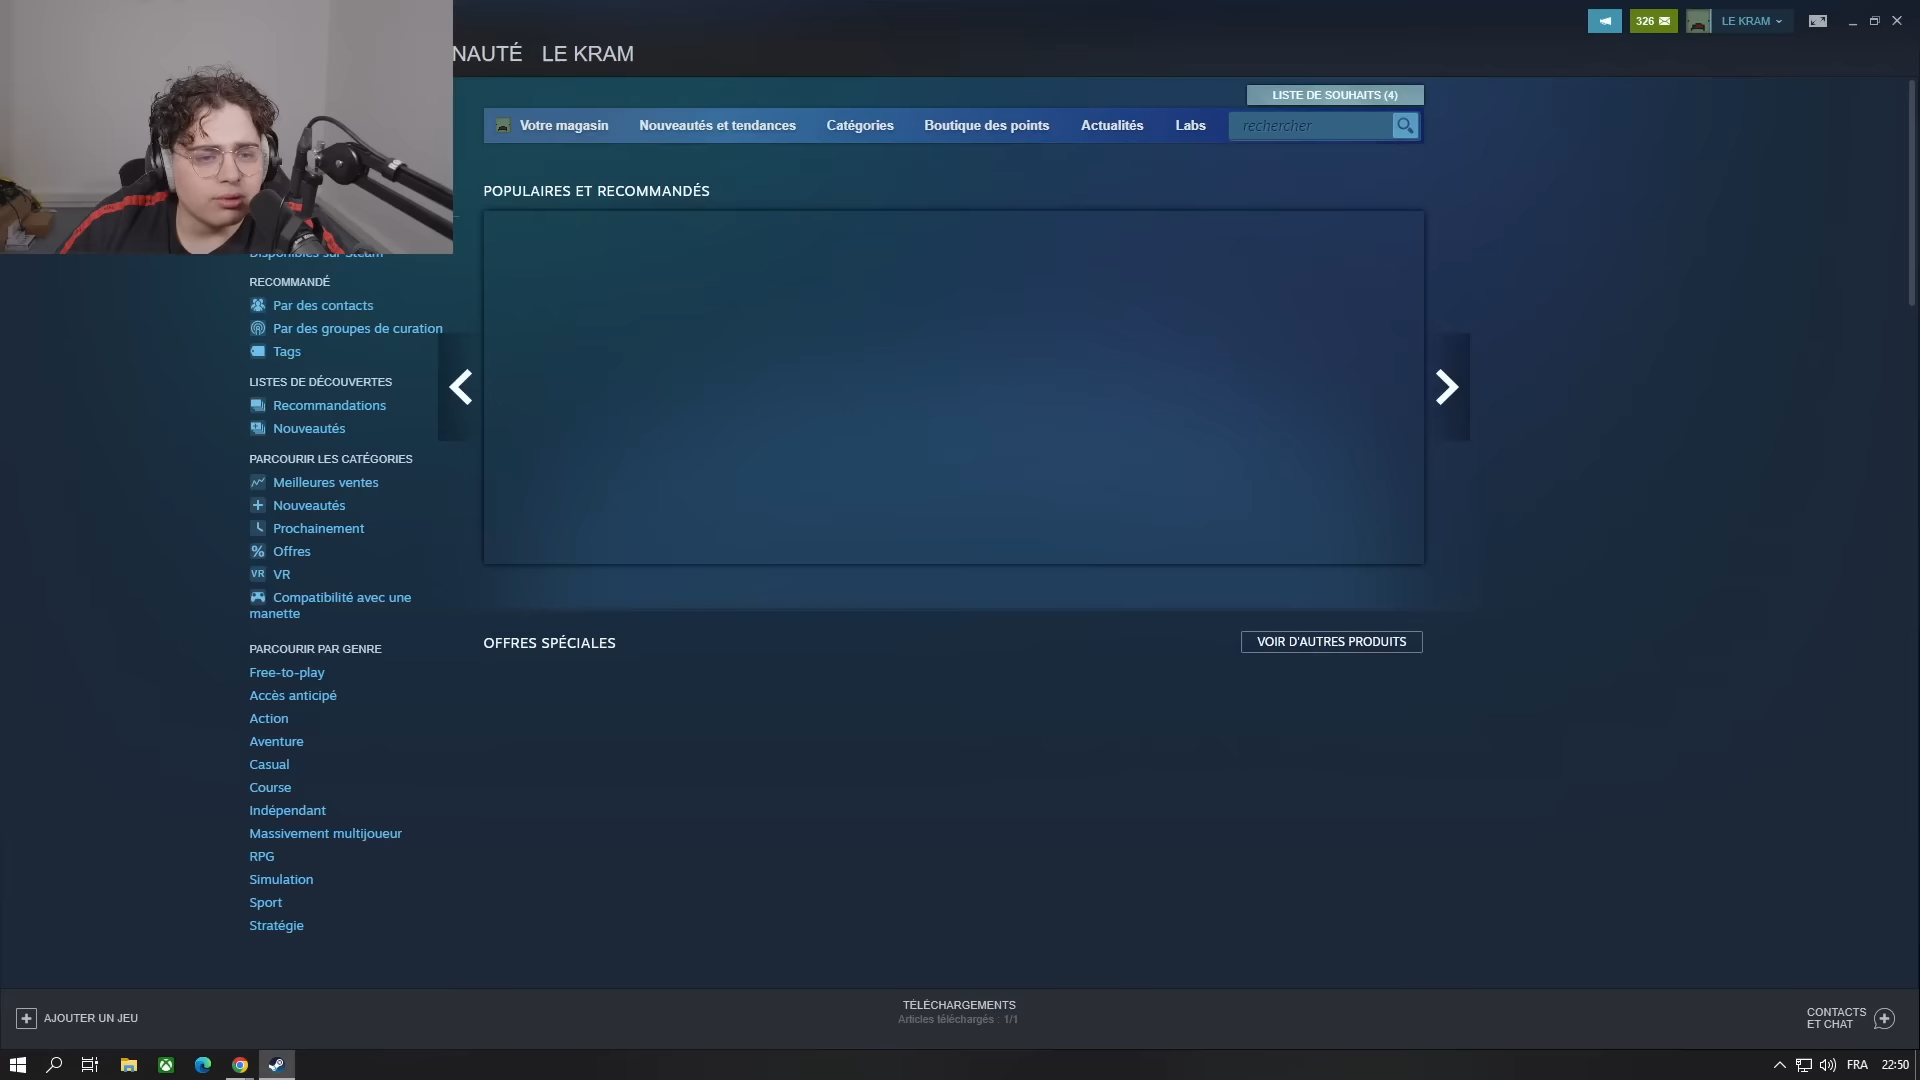 326
LE KRAM
NAUTÉ LE KRAM
LISTE DE SOUHAITS (4)
Votre magasin
Nouveautés et tendances
Catégories
Boutique des points
Actualités
Labs
rechercher
POPULAIRES ET RECOMMANDÉS
Disponibles sur Steam
RECOMMANDÉ
Par des contacts
Par des groupes de curation
Tags
LISTES DE DÉCOUVERTES
Recommandations
Nouveautés
PARCOURIR LES CATÉGORIES
Meilleures ventes
Nouveautés
Prochainement
% Offres
VR VR
Compatibilité avec une
manette
PARCOURIR PAR GENRE
Free-to-play
Accès anticipé
Action
Aventure
Casual
Course
Indépendant
Massivement multijoueur
RPG
Simulation
Sport
Stratégie
OFFRES SPÉCIALES
VOIR D'AUTRES PRODUITS
AJOUTER UN JEU
TÉLÉCHARGEMENTS
Articles téléchargés : 1/1
CONTACTS
ET CHAT
FRA
22:50